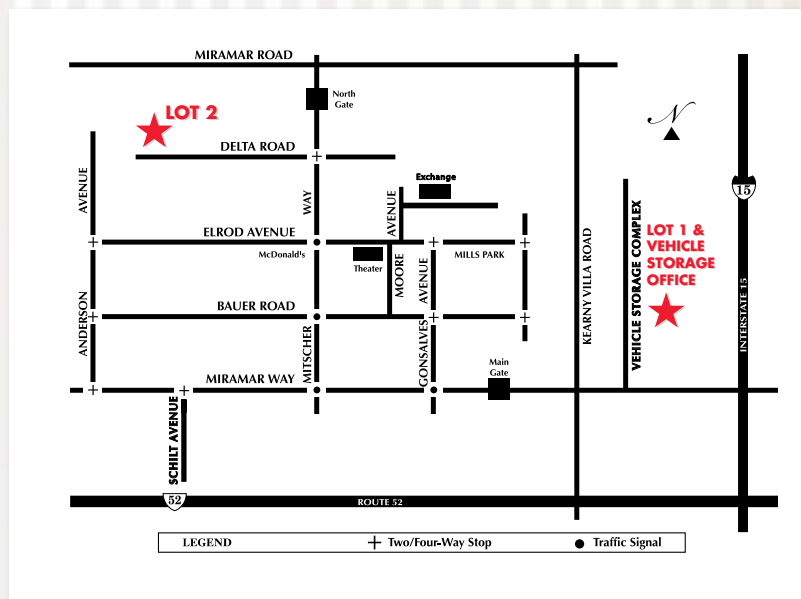 MIRAMAR ROAD
North
Gate
LOT 2
N
DELTA ROAD
Exchange
AVENUE
WAY
AVENUE
15
ELROD AVENUE
McDonald's
Theater
MOORE
AVENUE
MILLS PARK
KEARNY VILLA ROAD
VEHICLE STORAGE COMPLEX
LOT 1 &
VEHICLE
STORAGE
OFFICE
INTERSTATE 15
BAUER ROAD
ANDERSON
MITSCHER
GONSALVES
Main
Gate
MIRAMAR WAY
SCHILT AVENUE
52
ROUTE 52
LEGEND
Two/Four-Way Stop
Traffic Signal